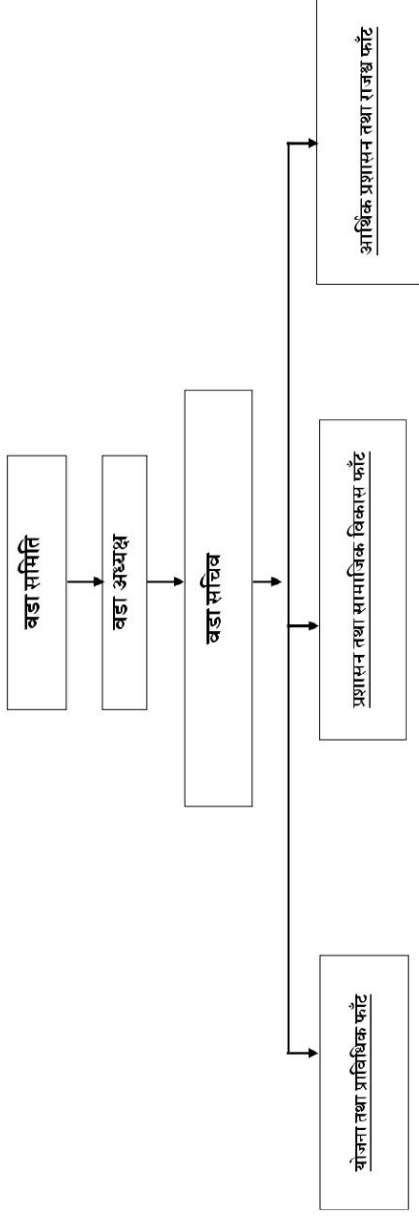 वडा समिति
वडा अध्यक्ष
वडा सचिव
योजना तथा प्राविधिक फाँट
प्रशासन तथा सामाजिक विकास फाँट
आर्थिक प्रशासन तथा राजश्व फाँट